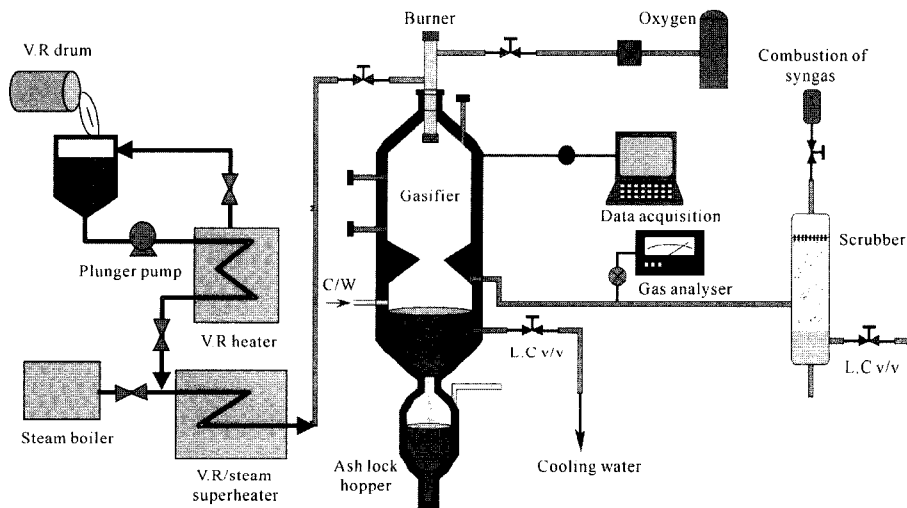 Burner
Oxygen
V.R drum
Combustion of
syngas
Gasifier
Data acquisition
Scrubber
Plunger pump
Gas analyser
C/W
V.R heater
L.C v/v
L.C v/v
Steam boiler
V.R/steam
superheater
Ash lock
hopper
Cooling water